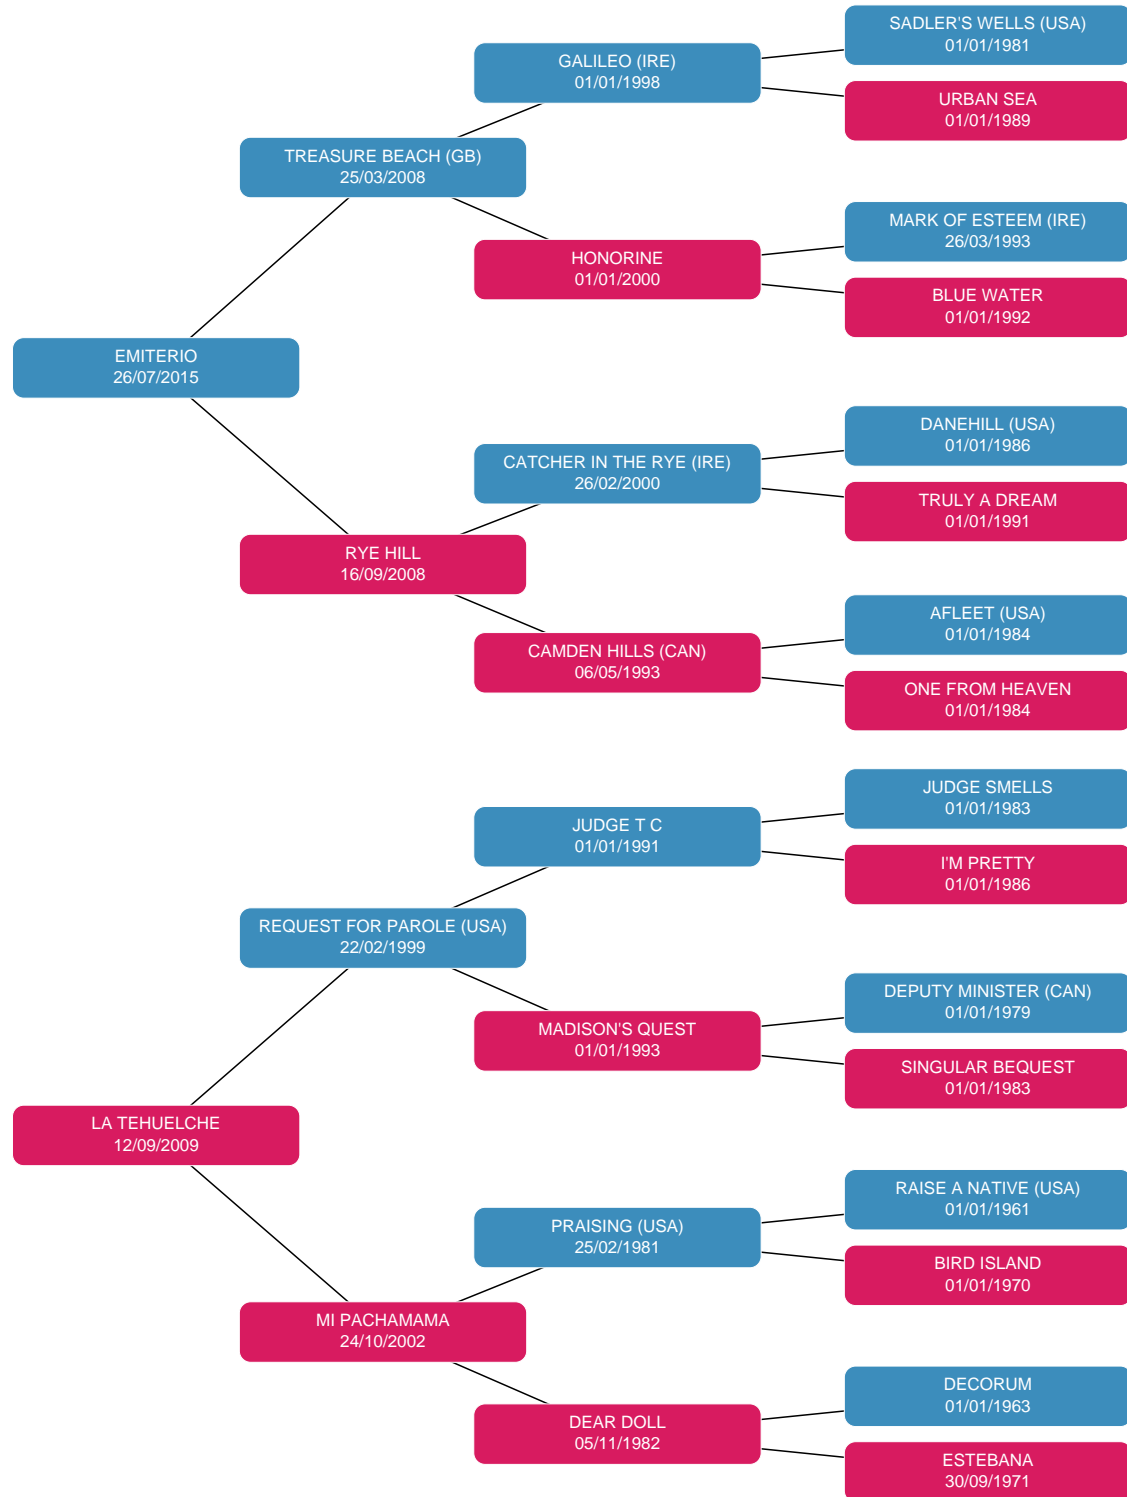 SADLER'S WELLS (USA)
01/01/1981
GALILEO (IRE)
01/01/1998
URBAN SEA
01/01/1989
TREASURE BEACH (GB)
25/03/2008
MARK OF ESTEEM (IRE)
26/03/1993
HONORINE
01/01/2000
BLUE WATER
01/01/1992
EMITERIO
26/07/2015
DANEHILL (USA)
01/01/1986
CATCHER IN THE RYE (IRE)
26/02/2000
TRULY A DREAM
01/01/1991
RYE HILL
16/09/2008
AFLEET (USA)
01/01/1984
CAMDEN HILLS (CAN)
06/05/1993
ONE FROM HEAVEN
01/01/1984
JUDGE SMELLS
01/01/1983
JUDGE T C
01/01/1991
I'M PRETTY
01/01/1986
REQUEST FOR PAROLE (USA)
22/02/1999
DEPUTY MINISTER (CAN)
01/01/1979
MADISON'S QUEST
01/01/1993
SINGULAR BEQUEST
01/01/1983
LA TEHUELCHE
12/09/2009
RAISE A NATIVE (USA)
01/01/1961
PRAISING (USA)
25/02/1981
BIRD ISLAND
01/01/1970
MI PACHAMAMA
24/10/2002
DECORUM
01/01/1963
DEAR DOLL
05/11/1982
ESTEBANA
30/09/1971